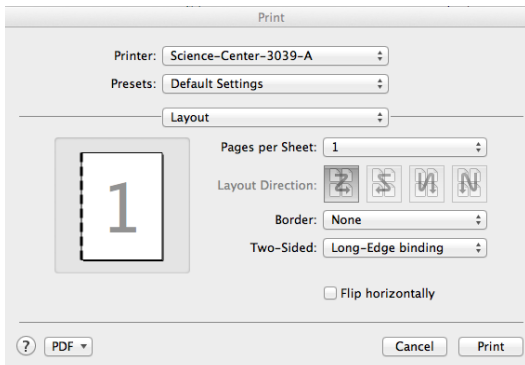 Print
Printer: Science-Center-3039-A
Presets: Default Settings
Layout
Pages per Sheet: 1
1
Layout Direction:
Border: None
Two-Sided: Long-Edge binding
Flip horizontally
? PDF Cancel Print